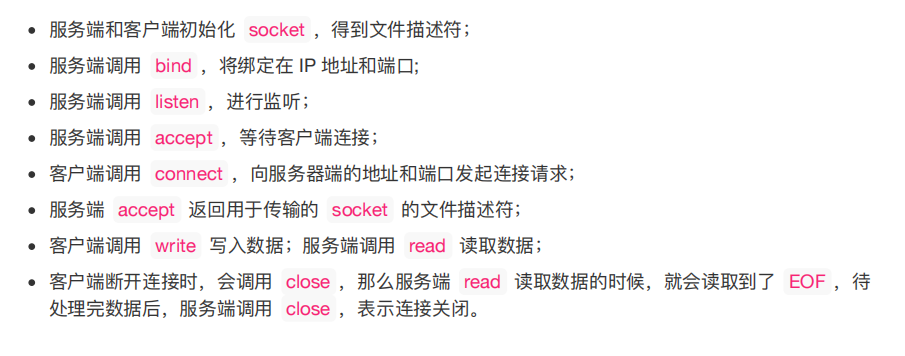 服务端和客户端初始化 socket，得到文件描述符；
服务端调用 bind，将绑定在 IP 地址和端口;
服务端调用 listen，进行监听；
服务端调用 accept，等待客户端连接；
客户端调用 connect，向服务器端的地址和端口发起连接请求；
服务端 accept 返回用于传输的 socket 的文件描述符；
客户端调用 write 写入数据；服务端调用 read 读取数据；
客户端断开连接时，会调用 close，那么服务端 read 读取数据的时候，就会读取到了 EOF，待
处理完数据后，服务端调用 close，表示连接关闭。